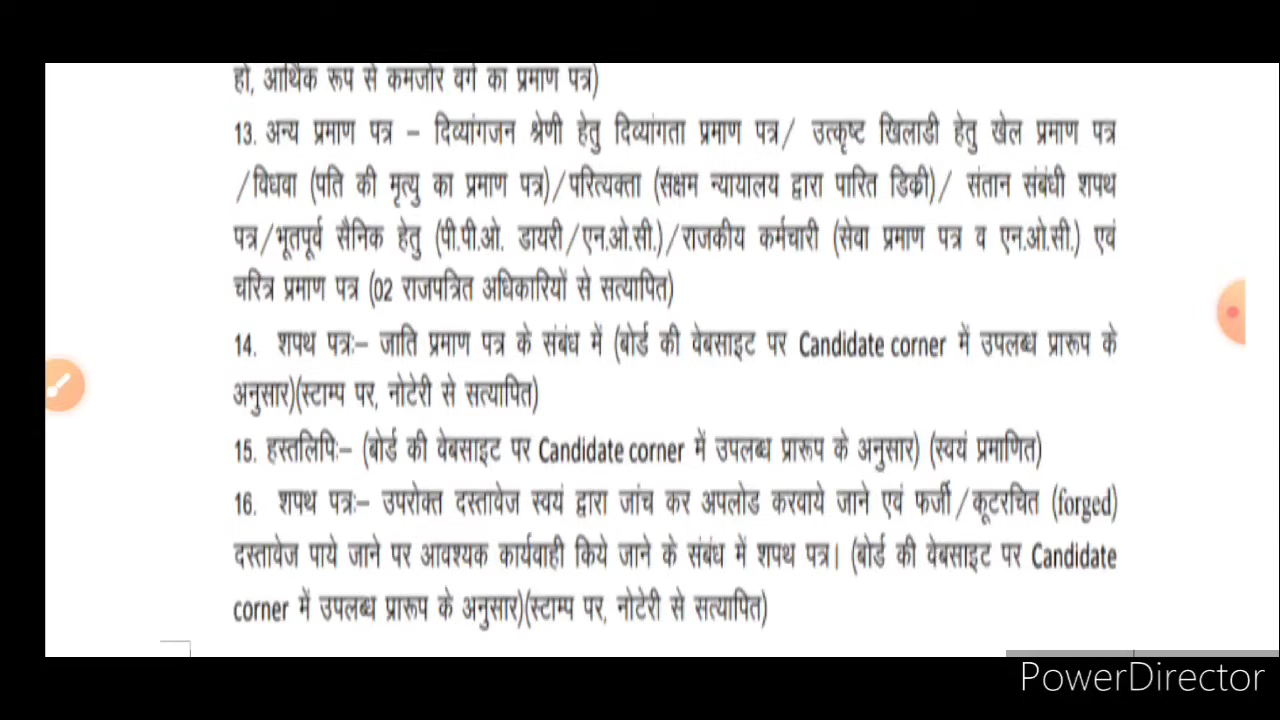 हो, आर्थिक रूप से कमजोर वर्ग का प्रमाण पत्र)
13. अन्य प्रमाण पत्र – दिव्यांगजन श्रेणी हेतु दिव्यांगता प्रमाण पत्र/ उत्कृष्ट खिलाडी हेतु खेल प्रमाण पत्र
/विधवा (पति की मृत्यु का प्रमाण पत्र)/परित्यक्ता (सक्षम न्यायालय द्वारा पारित डिक्री)/ संतान संबंधी शपथ
पत्र/भूतपूर्व सैनिक हेतु (पी.पी.ओ. डायरी/एन.ओ.सी.)/राजकीय कर्मचारी (सेवा प्रमाण पत्र व एन.ओ.सी.) एवं
चरित्र प्रमाण पत्र (02 राजपत्रित अधिकारियों से सत्यापित)
14. शपथ पत्रः– जाति प्रमाण पत्र के संबंध में (बोर्ड की वेबसाइट पर Candidate corner में उपलब्ध प्रारूप के
अनुसार)(स्टाम्प पर, नोटेरी से सत्यापित)
15. हस्तलिपिः– (बोर्ड की वेबसाइट पर Candidate corner में उपलब्ध प्रारूप के अनुसार) (स्वयं प्रमाणित)
16. शपथ पत्रः– उपरोक्त दस्तावेज स्वयं द्वारा जांच कर अपलोड करवाये जाने एवं फर्जी/कूटरचित (forged)
दस्तावेज पाये जाने पर आवश्यक कार्यवाही किये जाने के संबंध में शपथ पत्र। (बोर्ड की वेबसाइट पर Candidate
corner में उपलब्ध प्रारूप के अनुसार)(स्टाम्प पर, नोटेरी से सत्यापित)
PowerDirector